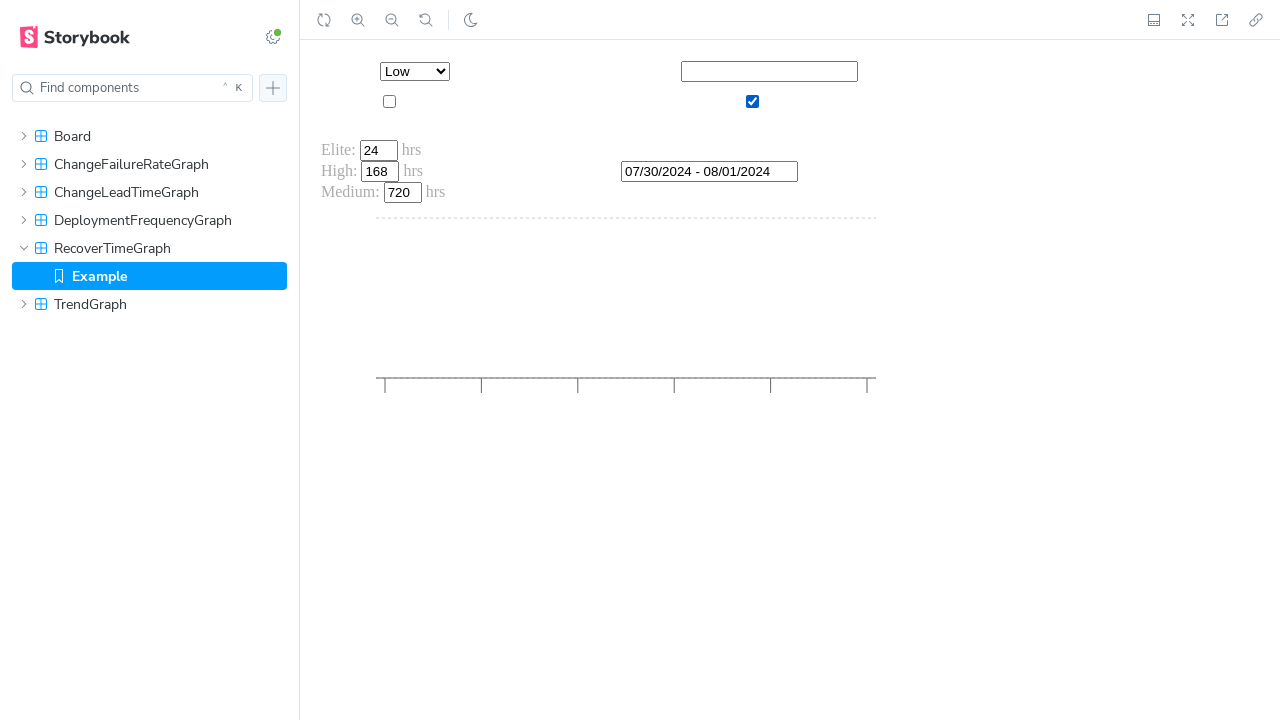 Storybook
Find components
^ K
Board
ChangeFailureRateGraph
ChangeLeadTimeGraph
DeploymentFrequencyGraph
RecoverTimeGraph
Example
TrendGraph
Low
Elite: 24 hrs
High: 168 hrs
07/30/2024 - 08/01/2024
Medium: 720 hrs